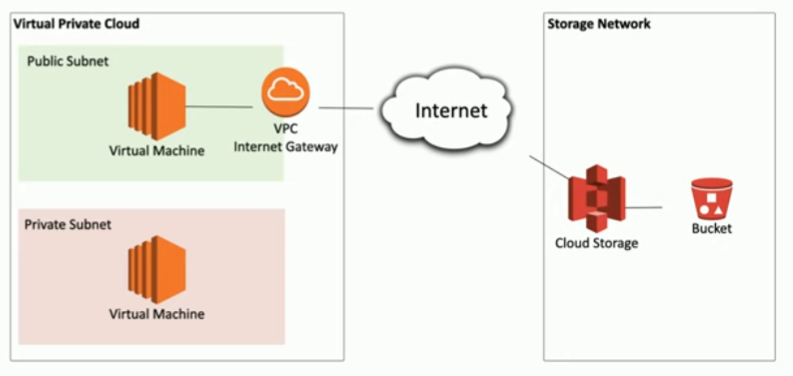 Virtual Private Cloud
Public Subnet
Virtual Machine
VPC
Internet Gateway
Private Subnet
Virtual Machine
Internet
Storage Network
Cloud Storage
Bucket